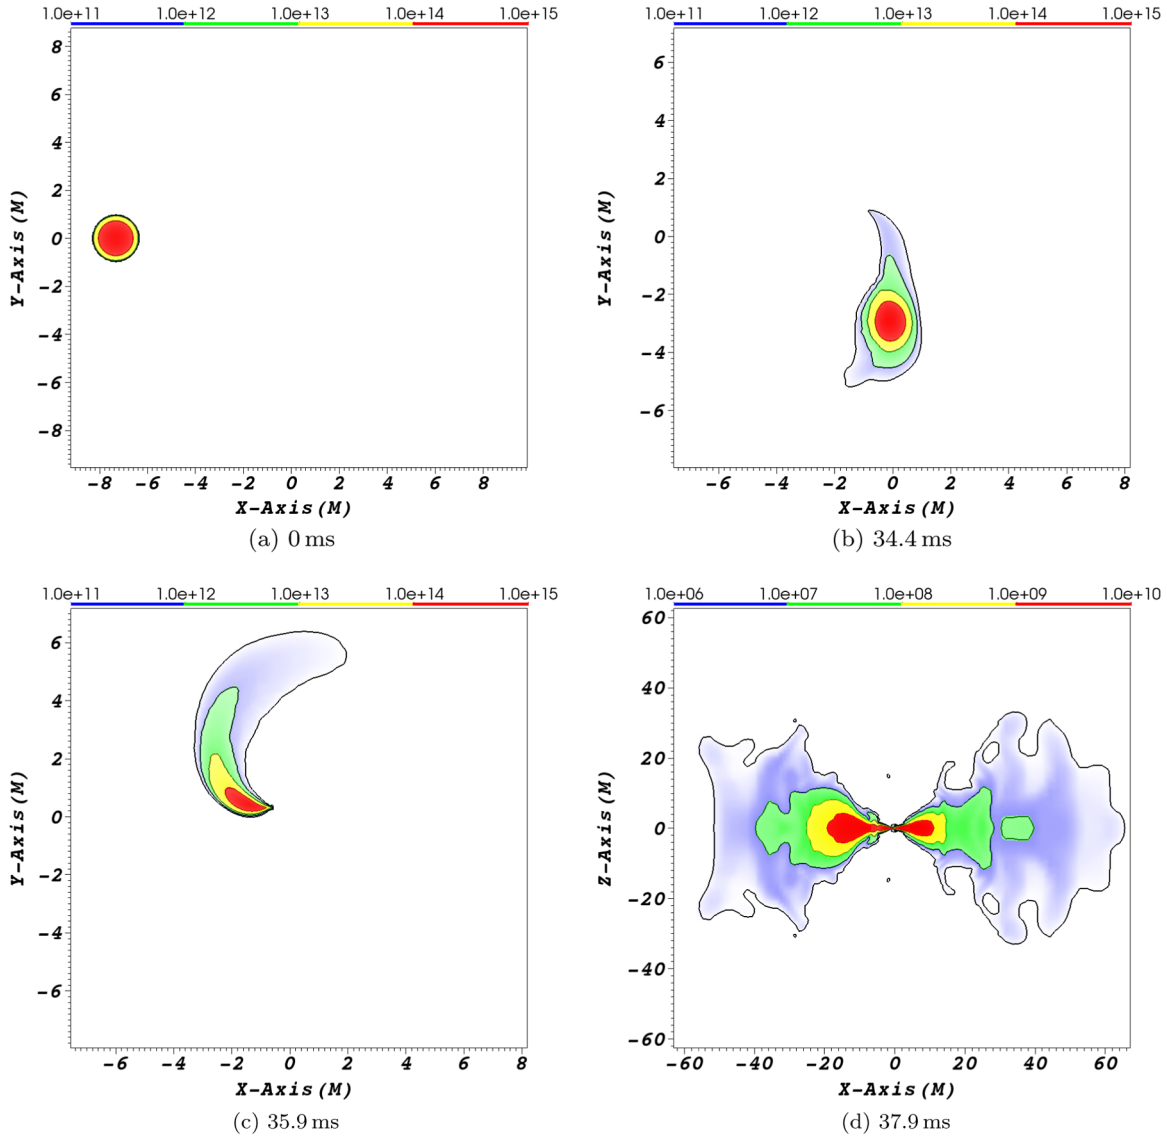 1.0e+11 1.0e+12 1.0e+13 1.0e+14 1.0e+15
8
6
4
2
0
-2
-4
-6
-8
Y-Axis(M)
-8 -6 -4 -2 0 2 4 6 8
X-Axis(M)
(a) 0 ms
1.0e+11 1.0e+12 1.0e+13 1.0e+14 1.0e+15
6
4
2
0
-2
-4
-6
Y-Axis(M)
-6 -4 -2 0 2 4 6 8
X-Axis(M)
(b) 34.4 ms
1.0e+11 1.0e+12 1.0e+13 1.0e+14 1.0e+15
6
4
2
0
-2
-4
-6
Y-Axis(M)
-6 -4 -2 0 2 4 6 8
X-Axis(M)
(c) 35.9 ms
1.0e+06 1.0e+07 1.0e+08 1.0e+09 1.0e+10
60
40
20
0
-20
-40
-60
Z-Axis(M)
-60 -40 -20 0 20 40 60
X-Axis(M)
(d) 37.9 ms